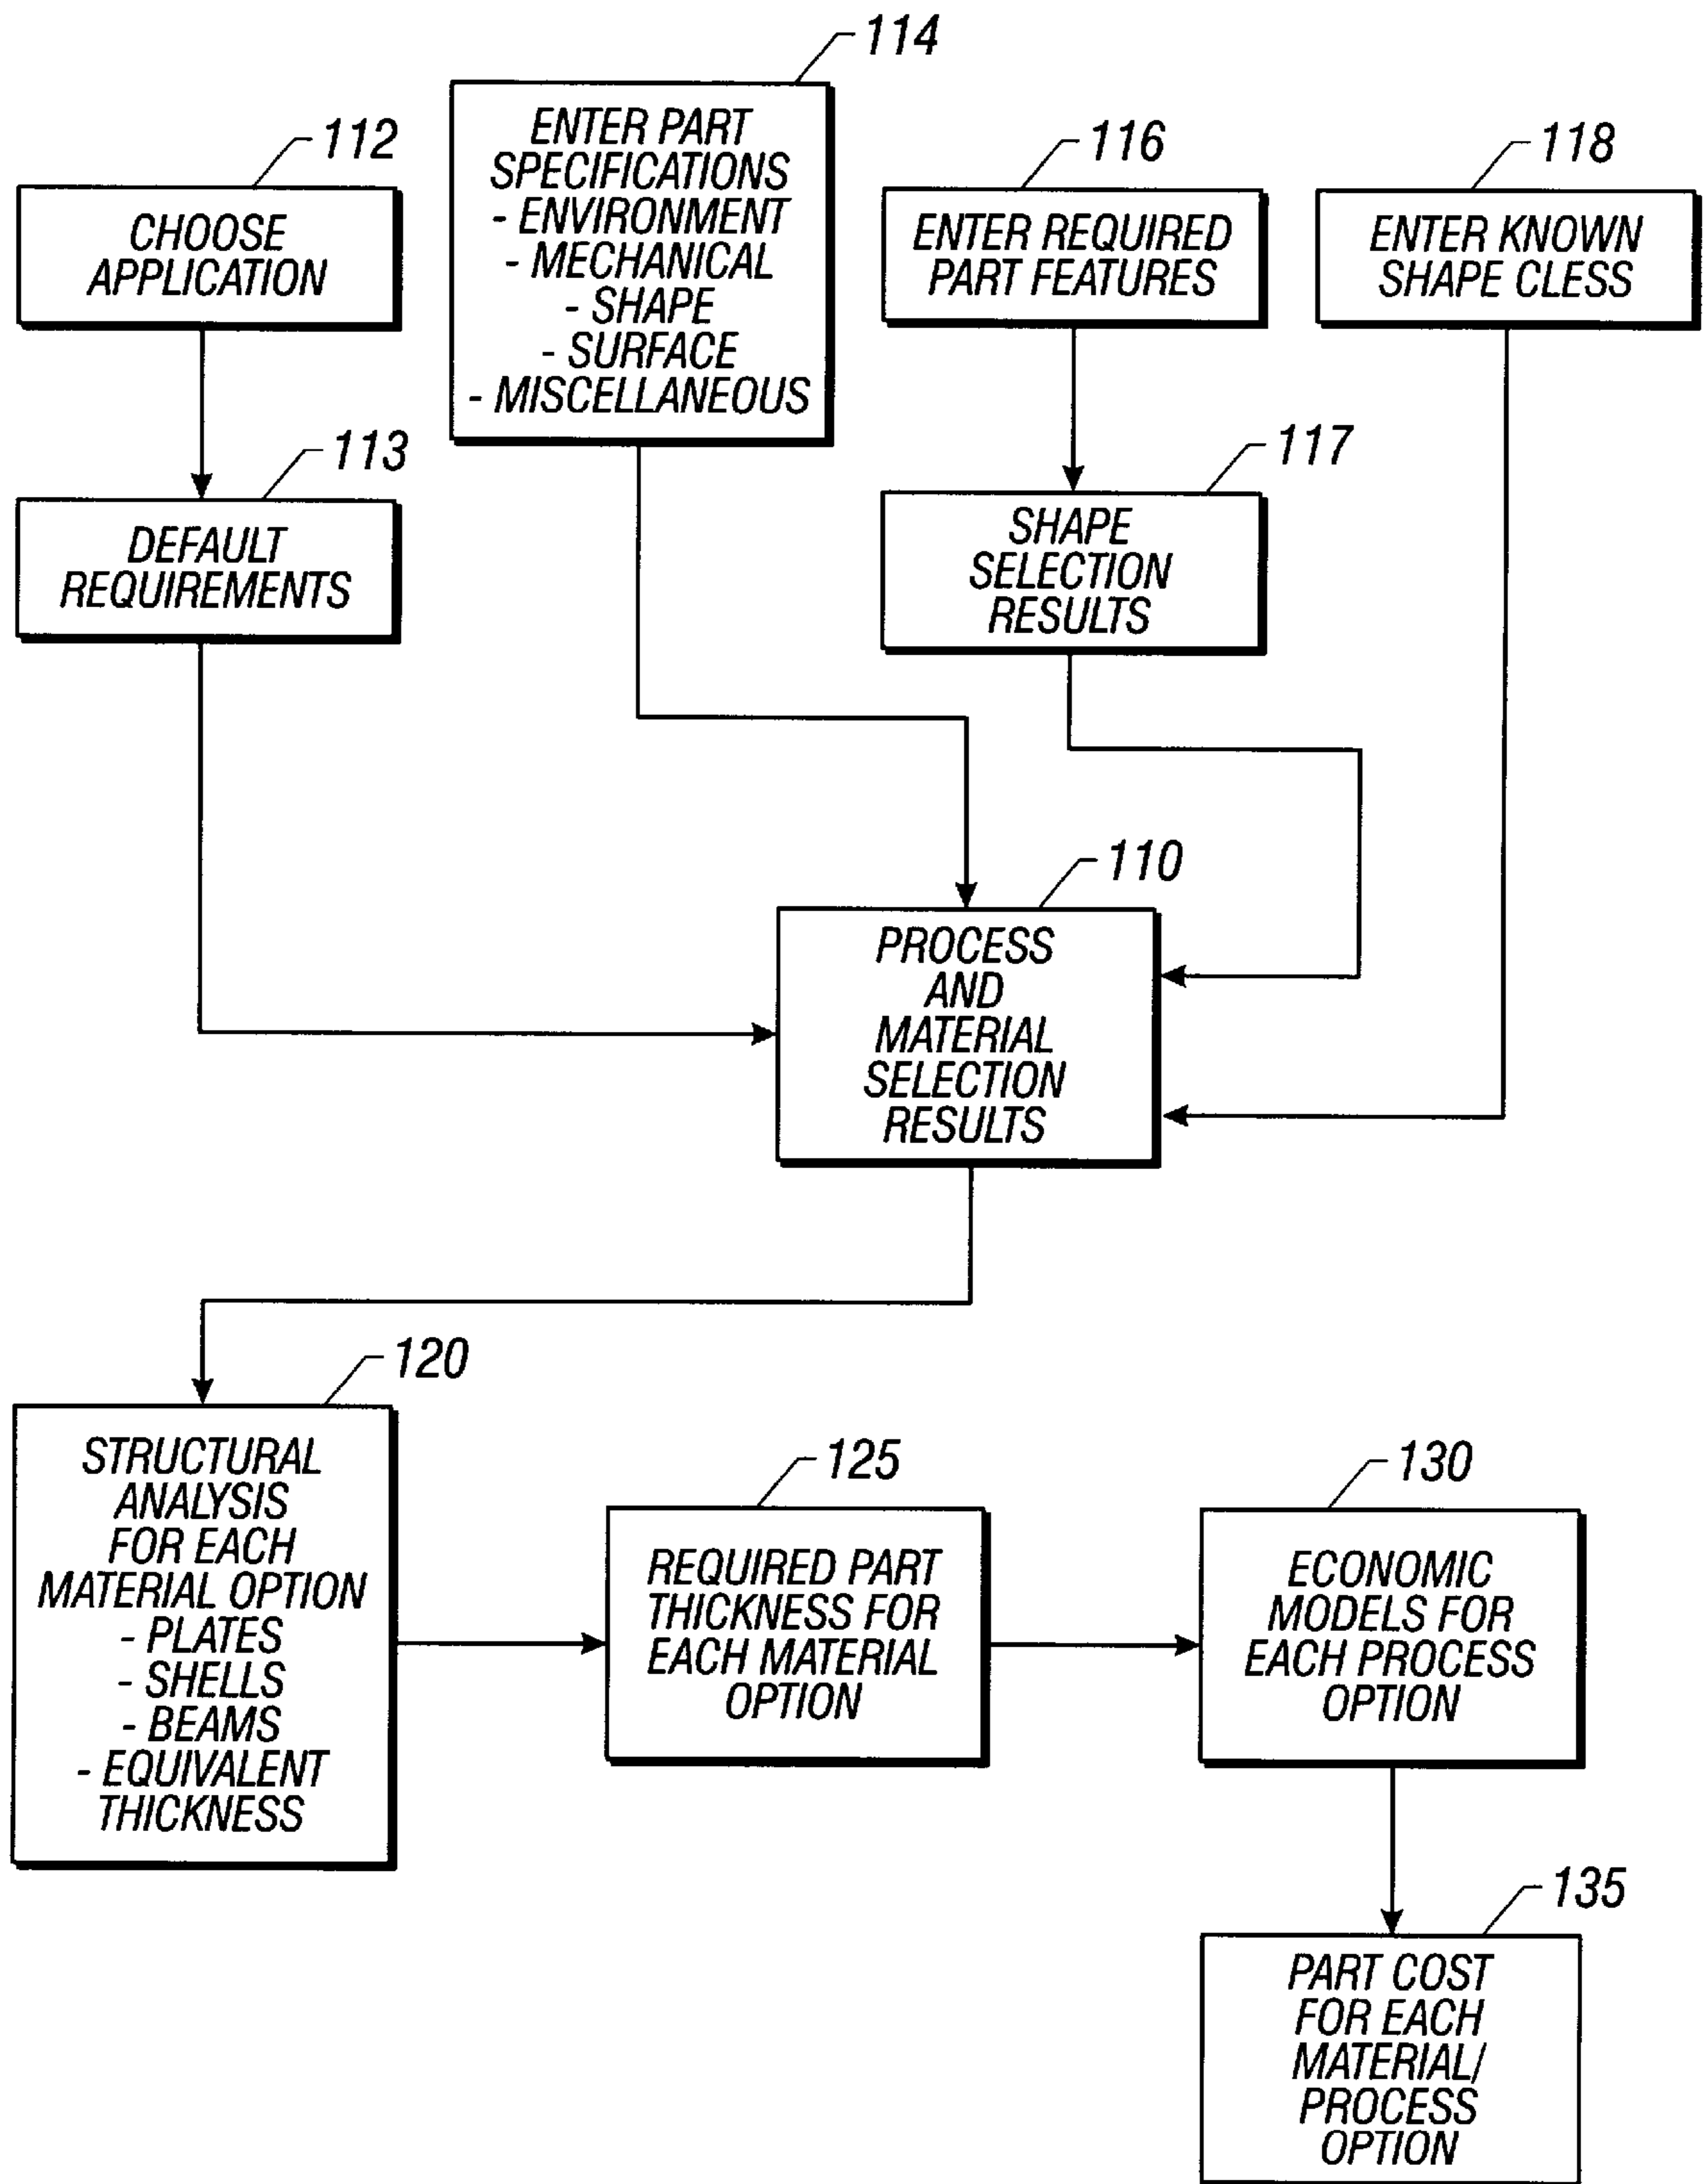 112
CHOOSE
APPLICATION
113
DEFAULT
REQUIREMENTS
114
ENTER PART
SPECIFICATIONS
- ENVIRONMENT
- MECHANICAL
- SHAPE
- SURFACE
- MISCELLANEOUS
116
ENTER REQUIRED
PART FEATURES
117
SHAPE
SELECTION
RESULTS
118
ENTER KNOWN
SHAPE CLESS
110
PROCESS
AND
MATERIAL
SELECTION
RESULTS
120
STRUCTURAL
ANALYSIS
FOR EACH
MATERIAL OPTION
- PLATES
- SHELLS
- BEAMS
- EQUIVALENT
THICKNESS
125
REQUIRED PART
THICKNESS FOR
EACH MATERIAL
OPTION
130
ECONOMIC
MODELS FOR
EACH PROCESS
OPTION
135
PART COST
FOR EACH
MATERIAL/
PROCESS
OPTION